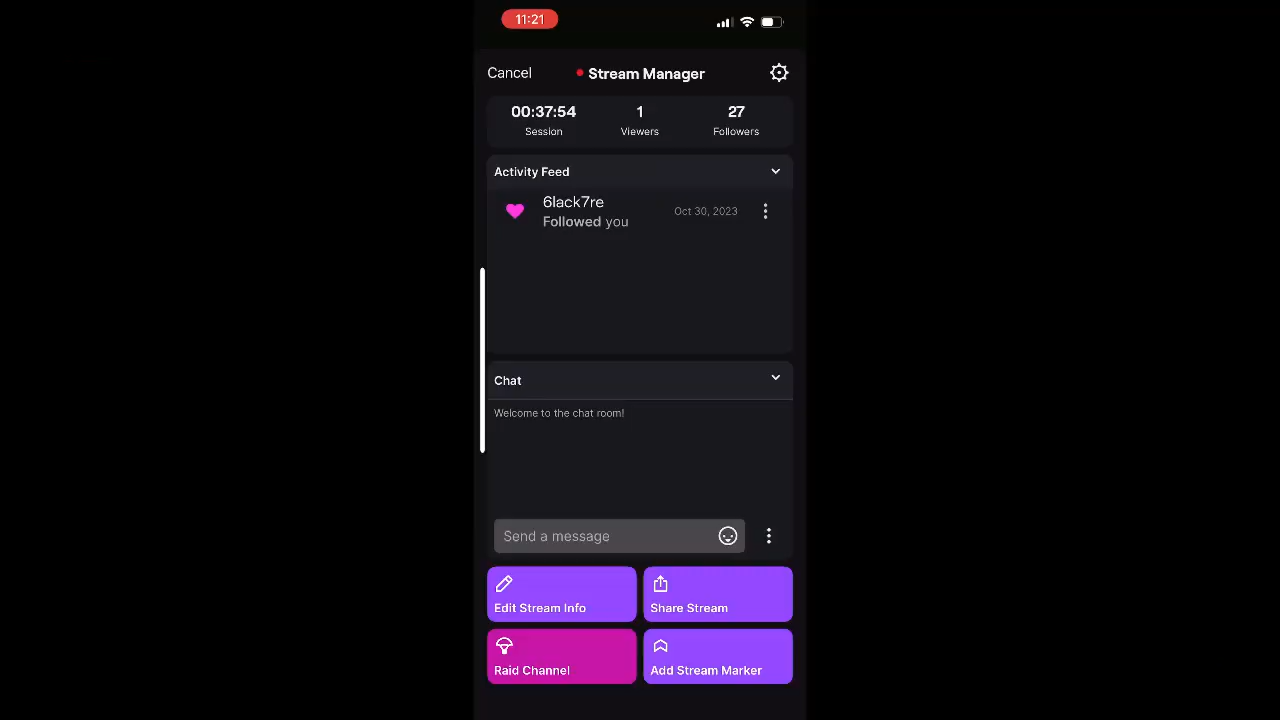 11:21
Cancel
Stream Manager
00:37:54
Session
1
Viewers
27
Followers
Activity Feed
6lack7re
Followed you
Oct 30, 2023
Chat
Welcome to the chat room!
Send a message
Edit Stream Info
Share Stream
Raid Channel
Add Stream Marker